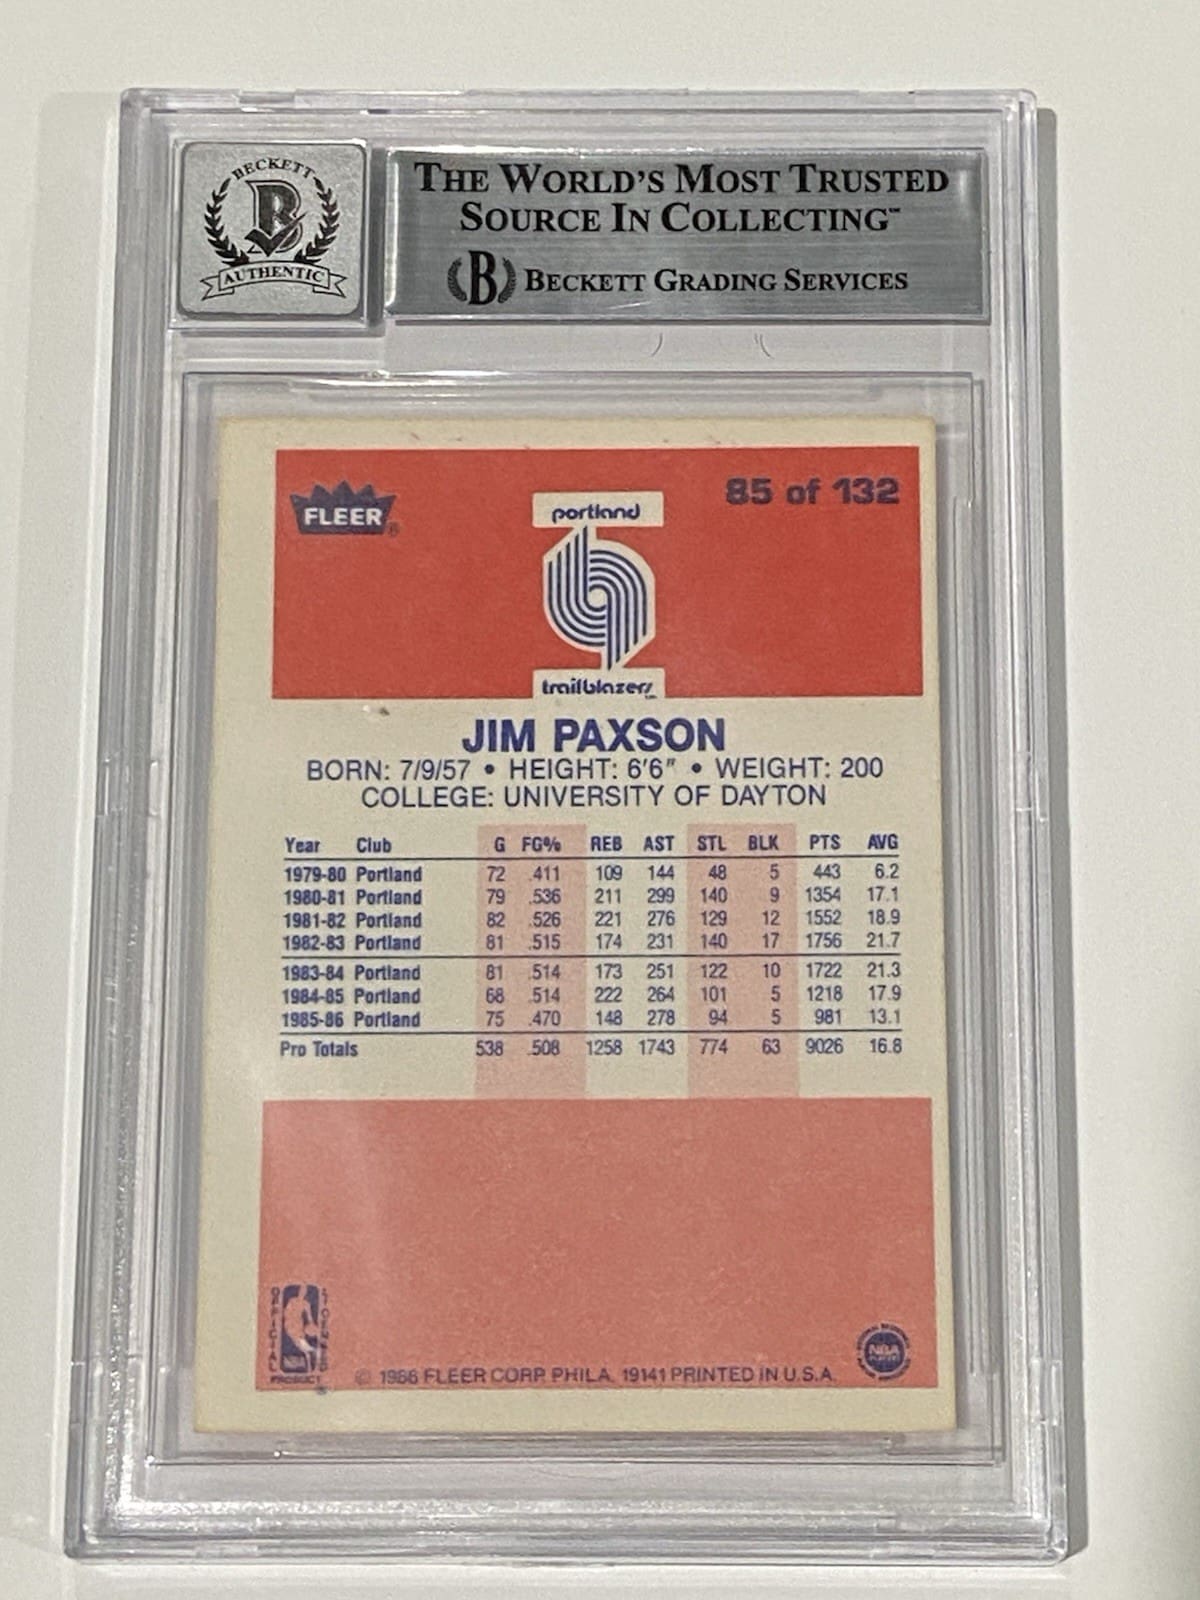 BECKETT
B
AUTHENTIC
THE WORLD'S MOST TRUSTED
SOURCE IN COLLECTING™
B BECKETT GRADING SERVICES
FLEER®
85 of 132
portland
trailblazers
JIM PAXSON
BORN: 7/9/57 • HEIGHT: 6'6" • WEIGHT: 200
COLLEGE: UNIVERSITY OF DAYTON
Year Club G FG% REB AST STL BLK PTS AVG
1979-80 Portland 72 .411 109 144 48 5 443 6.2
1980-81 Portland 79 .536 211 299 140 9 1354 17.1
1981-82 Portland 82 .526 221 276 129 12 1552 18.9
1982-83 Portland 81 .515 174 231 140 17 1756 21.7
1983-84 Portland 81 .514 173 251 122 10 1722 21.3
1984-85 Portland 68 .514 222 264 101 5 1218 17.9
1985-86 Portland 75 .470 148 278 94 5 981 13.1
Pro Totals 538 .508 1258 1743 774 63 9026 16.8
OFFICIAL LICENSED
NBA
PRODUCT®
© 1986 FLEER CORP. PHILA. 19141 PRINTED IN U.S.A.
NBA
PLAYERS